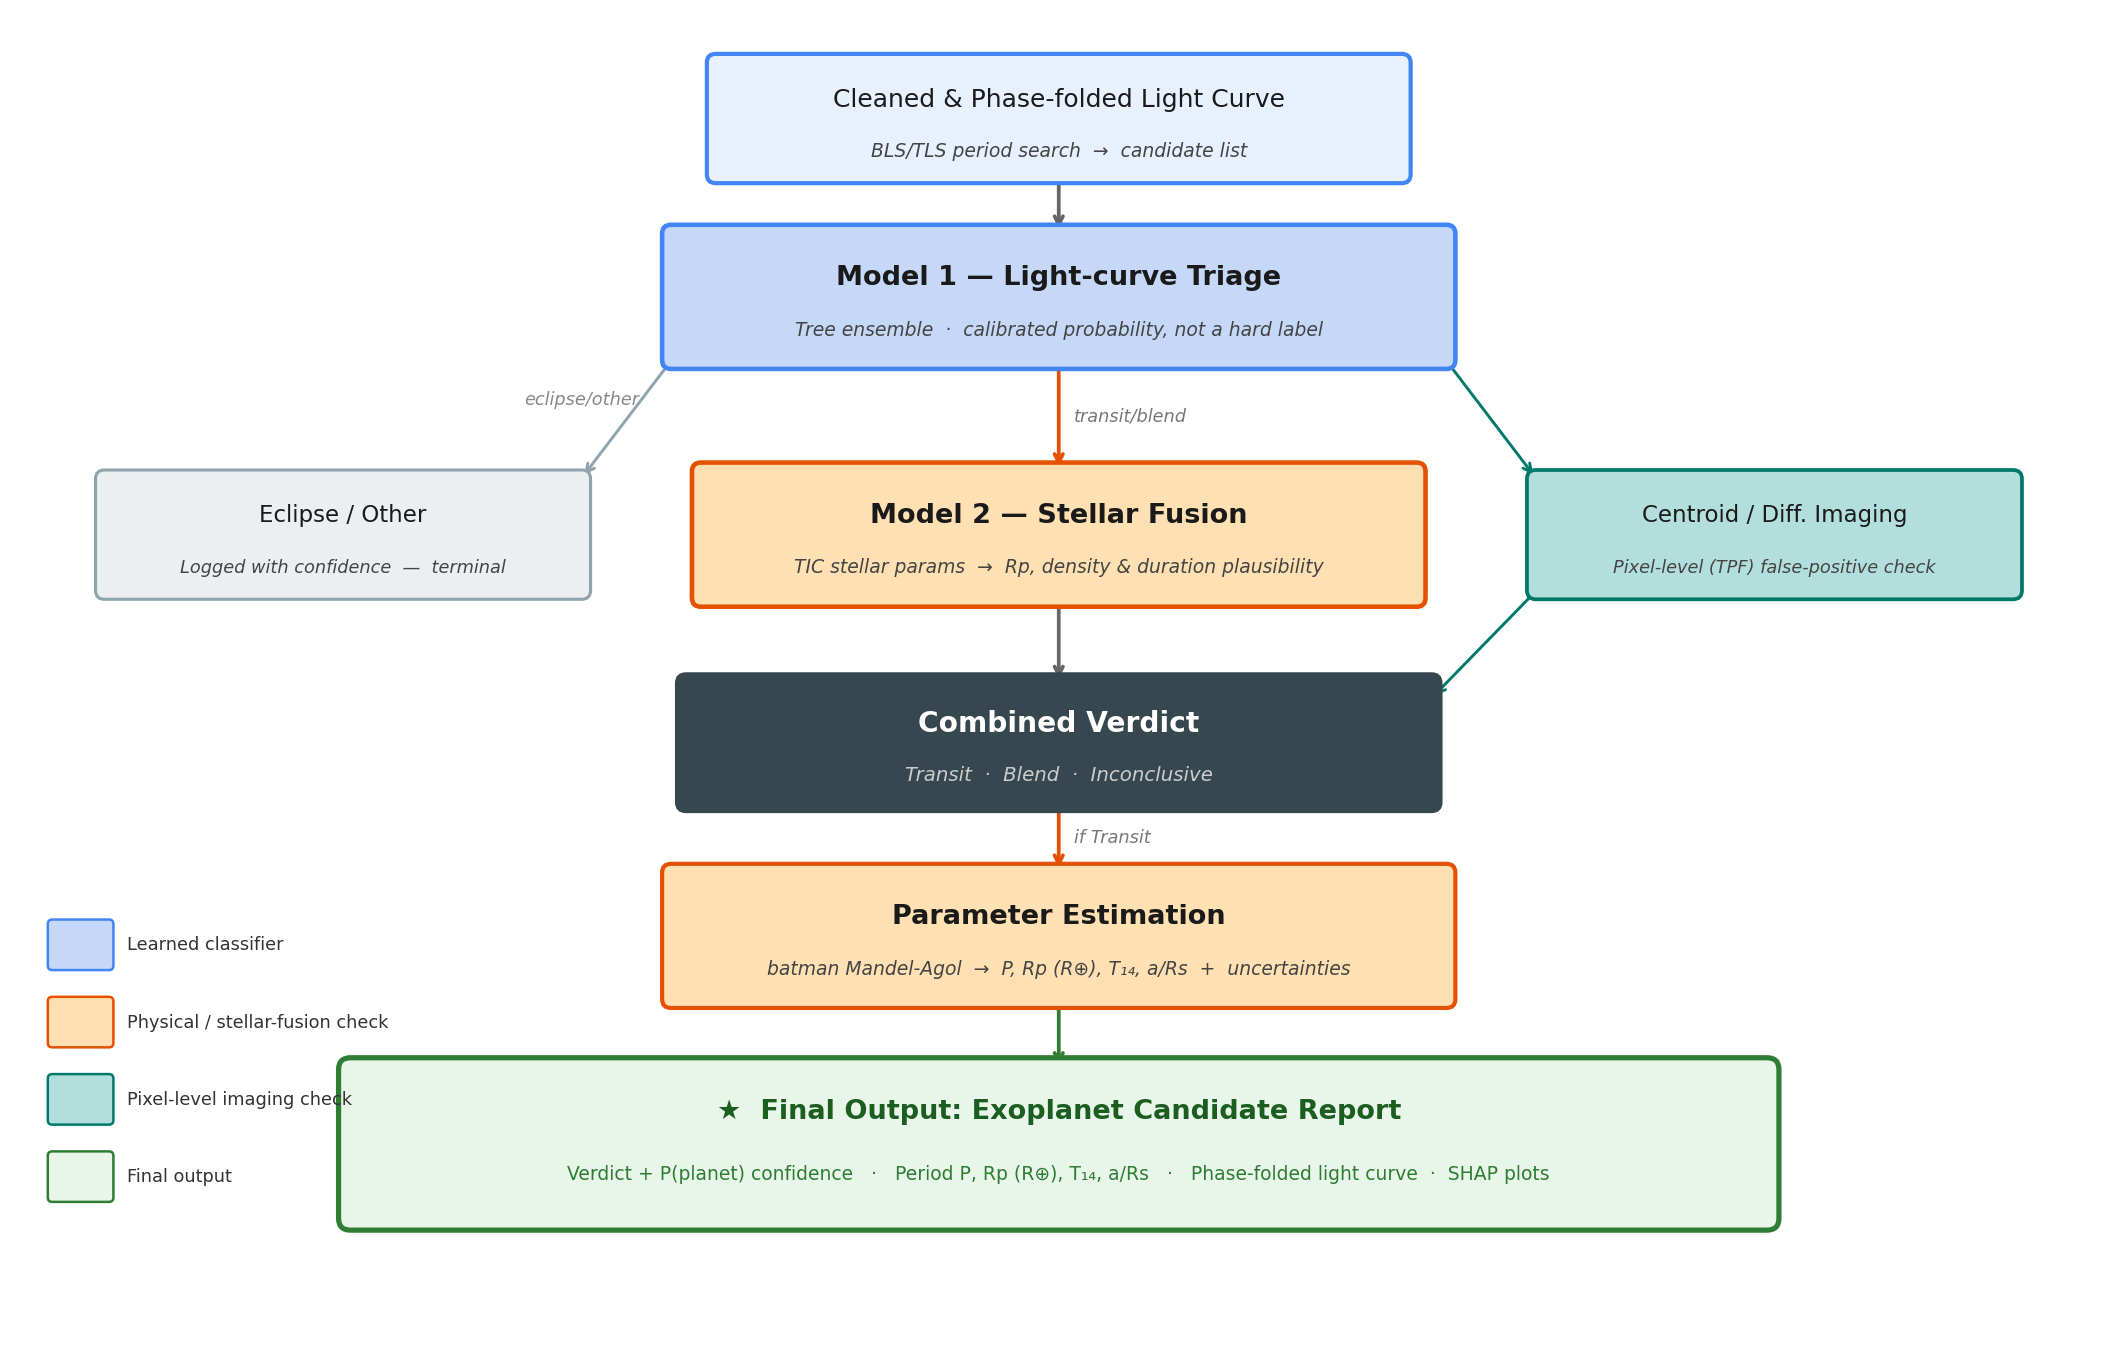 Cleaned & Phase-folded Light Curve
BLS/TLS period search → candidate list
Model 1 — Light-curve Triage
Tree ensemble · calibrated probability, not a hard label
eclipse/other
transit/blend
Eclipse / Other
Logged with confidence — terminal
Model 2 — Stellar Fusion
TIC stellar params → Rp, density & duration plausibility
Centroid / Diff. Imaging
Pixel-level (TPF) false-positive check
Combined Verdict
Transit · Blend · Inconclusive
if Transit
Parameter Estimation
batman Mandel-Agol → P, Rp (R⊕), T₁₄, a/Rs + uncertainties
Learned classifier
Physical / stellar-fusion check
Pixel-level imaging check
Final output
★ Final Output: Exoplanet Candidate Report
Verdict + P(planet) confidence · Period P, Rp (R⊕), T₁₄, a/Rs · Phase-folded light curve · SHAP plots